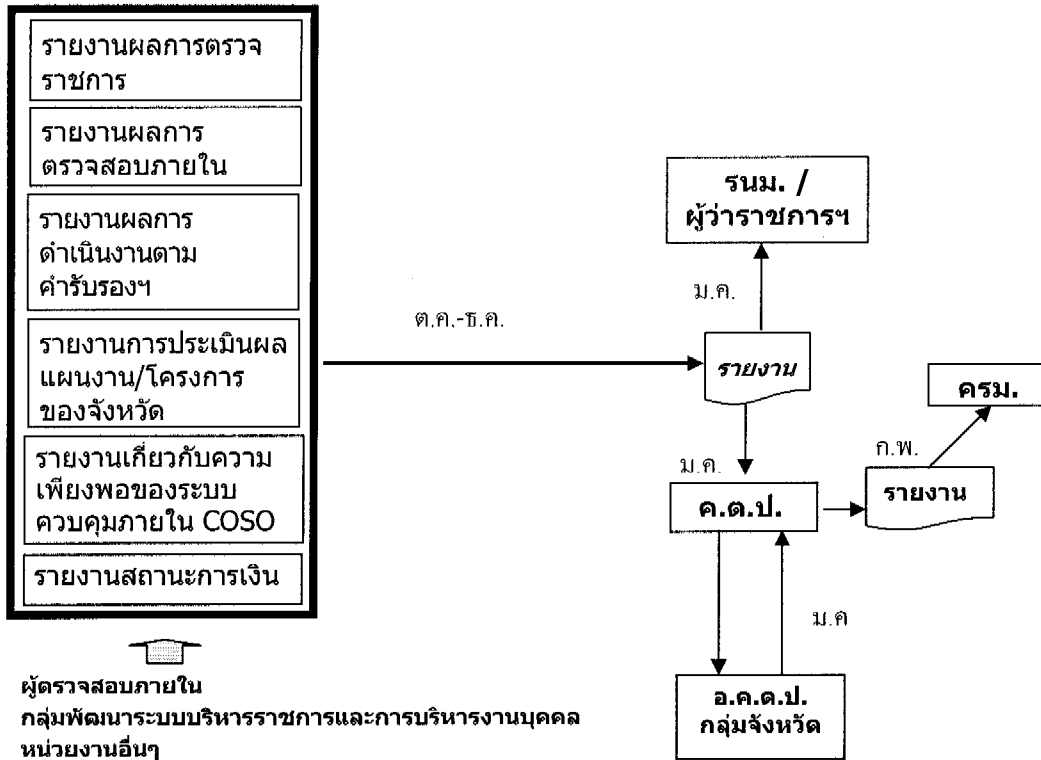 รายงานผลการตรวจ
ราชการ
รายงานผลการ
ตรวจสอบภายใน
รายงานผลการ
ดำเนินงานตาม
คำรับรองฯ
รายงานการประเมินผล
แผนงาน/โครงการ
ของจังหวัด
รายงานเกี่ยวกับความ
เพียงพอของระบบ
ควบคุมภายใน COSO
รายงานสถานะการเงิน
ผู้ตรวจสอบภายใน
กลุ่มพัฒนาระบบบริหารราชการและการบริหารงานบุคคล
หน่วยงานอื่นๆ
ต.ค.-ธ.ค.
รนม. /
ผู้ว่าราชการฯ
ม.ค.
รายงาน
ม.ค.
ค.ต.ป.
ม.ค
อ.ค.ต.ป.
กลุ่มจังหวัด
ครม.
ก.พ.
รายงาน